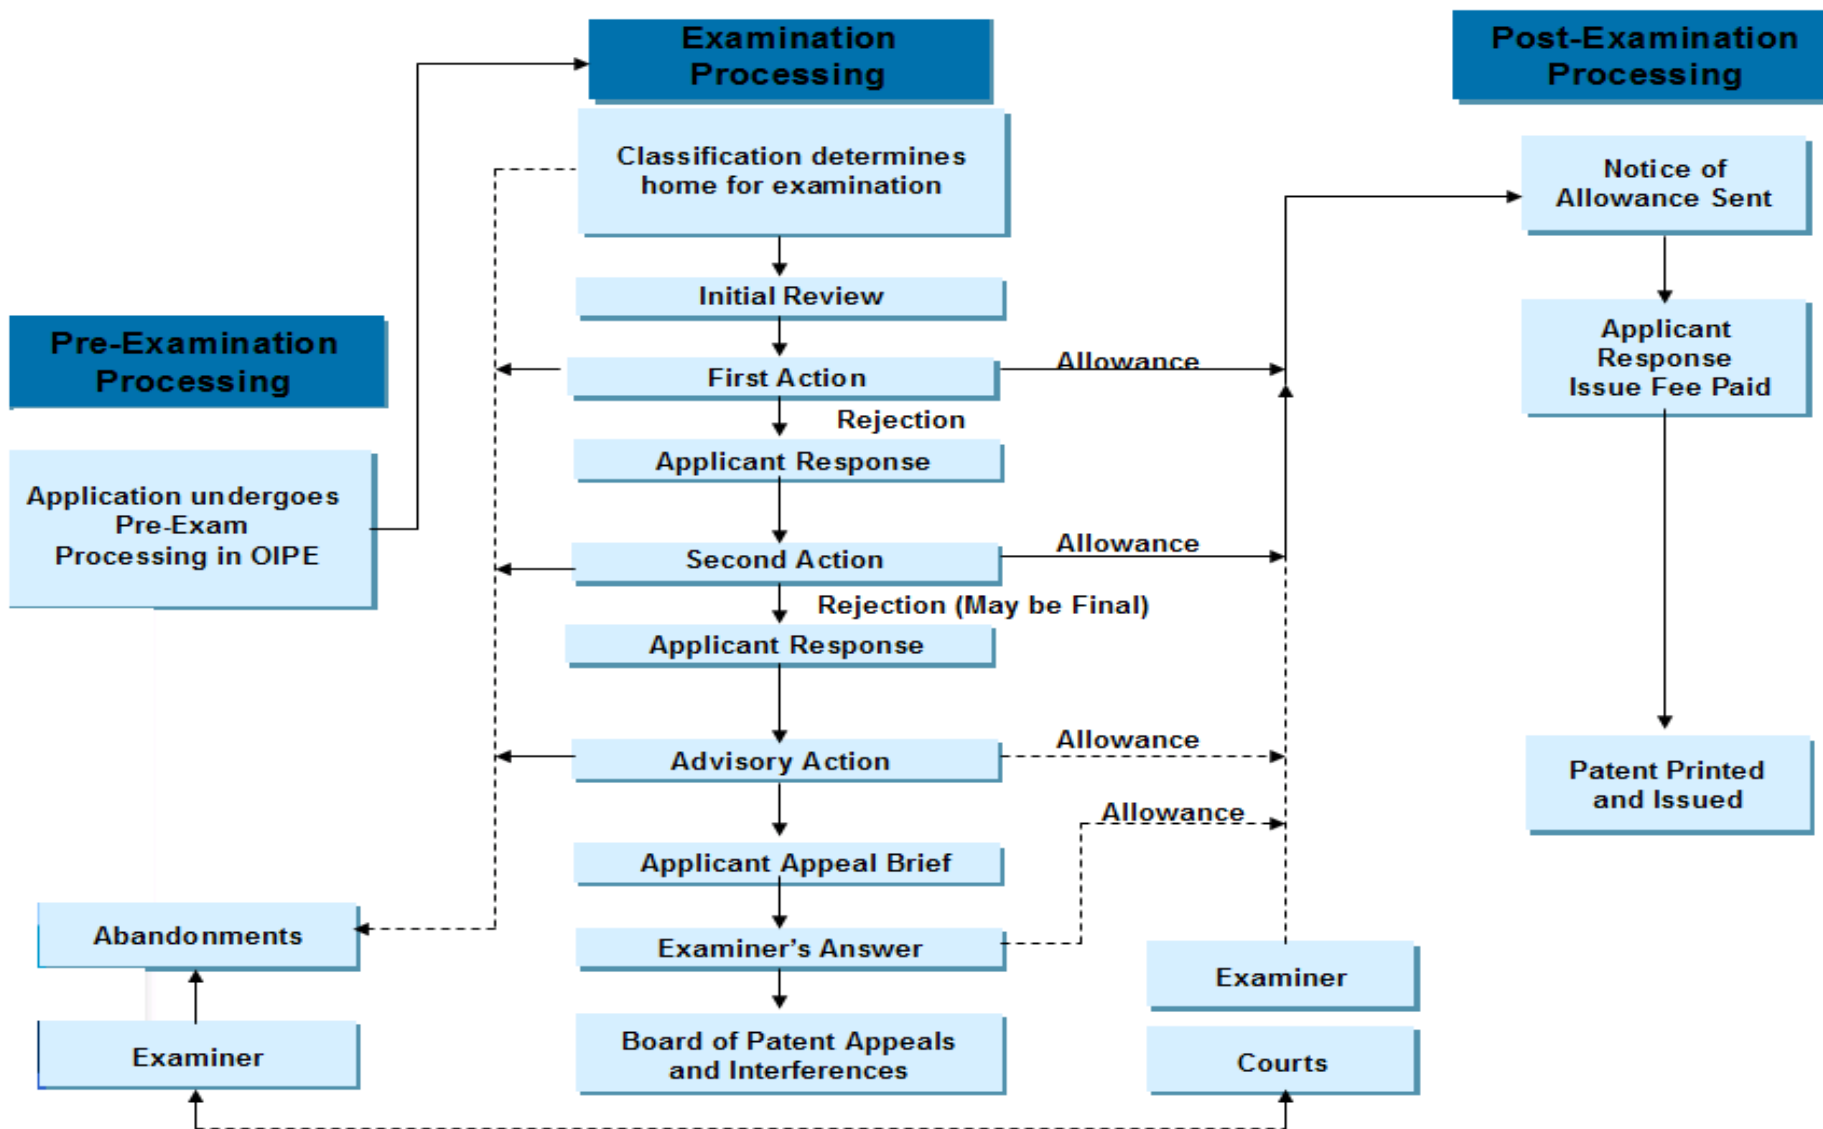 Examination
Processing
Post-Examination
Processing
Classification determines
home for examination
Notice of
Allowance Sent
Initial Review
Pre-Examination
Processing
Applicant
Response
Issue Fee Paid
First Action
Allowance
Rejection
Applicant Response
Application undergoes
Pre-Exam
Processing in OIPE
Second Action
Allowance
Rejection (May be Final)
Applicant Response
Advisory Action
Allowance
Patent Printed
and Issued
Allowance
Applicant Appeal Brief
Abandonments
Examiner's Answer
Examiner
Examiner
Board of Patent Appeals
and Interferences
Courts